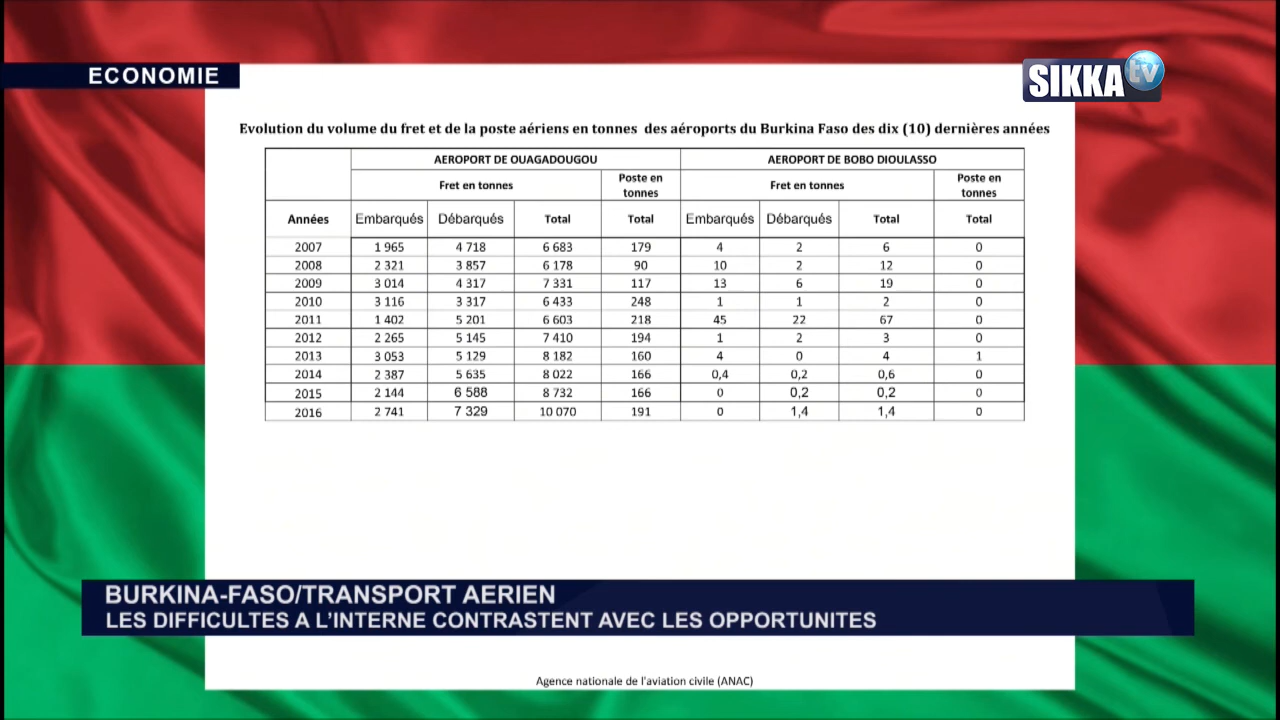 ECONOMIE
SIKKA tv
Evolution du volume du fret et de la poste aériens en tonnes des aéroports du Burkina Faso des dix (10) dernières années
AEROPORT DE OUAGADOUGOU AEROPORT DE BOBO DIOULASSO
Fret en tonnes Poste en tonnes Fret en tonnes Poste en tonnes
Années Embarqués Débarqués Total Total Embarqués Débarqués Total Total
2007 1 965 4 718 6 683 179 4 2 6 0
2008 2 321 3 857 6 178 90 10 2 12 0
2009 3 014 4 317 7 331 117 13 6 19 0
2010 3 116 3 317 6 433 248 1 1 2 0
2011 1 402 5 201 6 603 218 45 22 67 0
2012 2 265 5 145 7 410 194 1 2 3 0
2013 3 053 5 129 8 182 160 4 0 4 1
2014 2 387 5 635 8 022 166 0,4 0,2 0,6 0
2015 2 144 6 588 8 732 166 0 0,2 0,2 0
2016 2 741 7 329 10 070 191 0 1,4 1,4 0
BURKINA-FASO/TRANSPORT AERIEN
LES DIFFICULTES A L'INTERNE CONTRASTENT AVEC LES OPPORTUNITES
Agence nationale de l'aviation civile (ANAC)